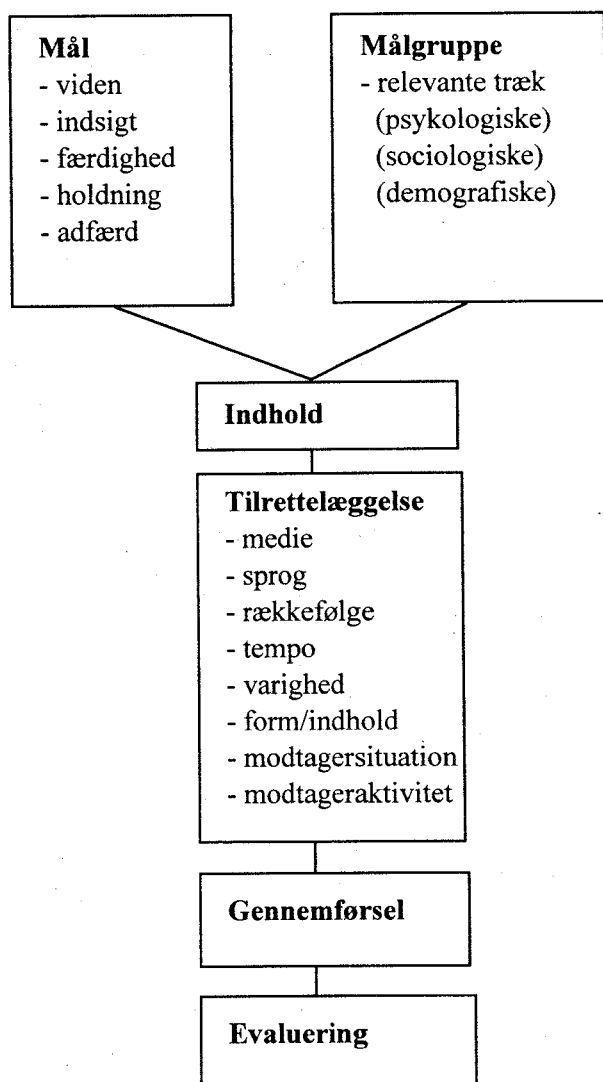 Mål
- viden
- indsigt
- færdighed
- holdning
- adfærd
Målgruppe
- relevante træk
(psykologiske)
(sociologiske)
(demografiske)
Indhold
Tilrettelæggelse
- medie
- sprog
- rækkefølge
- tempo
- varighed
- form/indhold
- modtagersituation
- modtageraktivitet
Gennemførsel
Evaluering